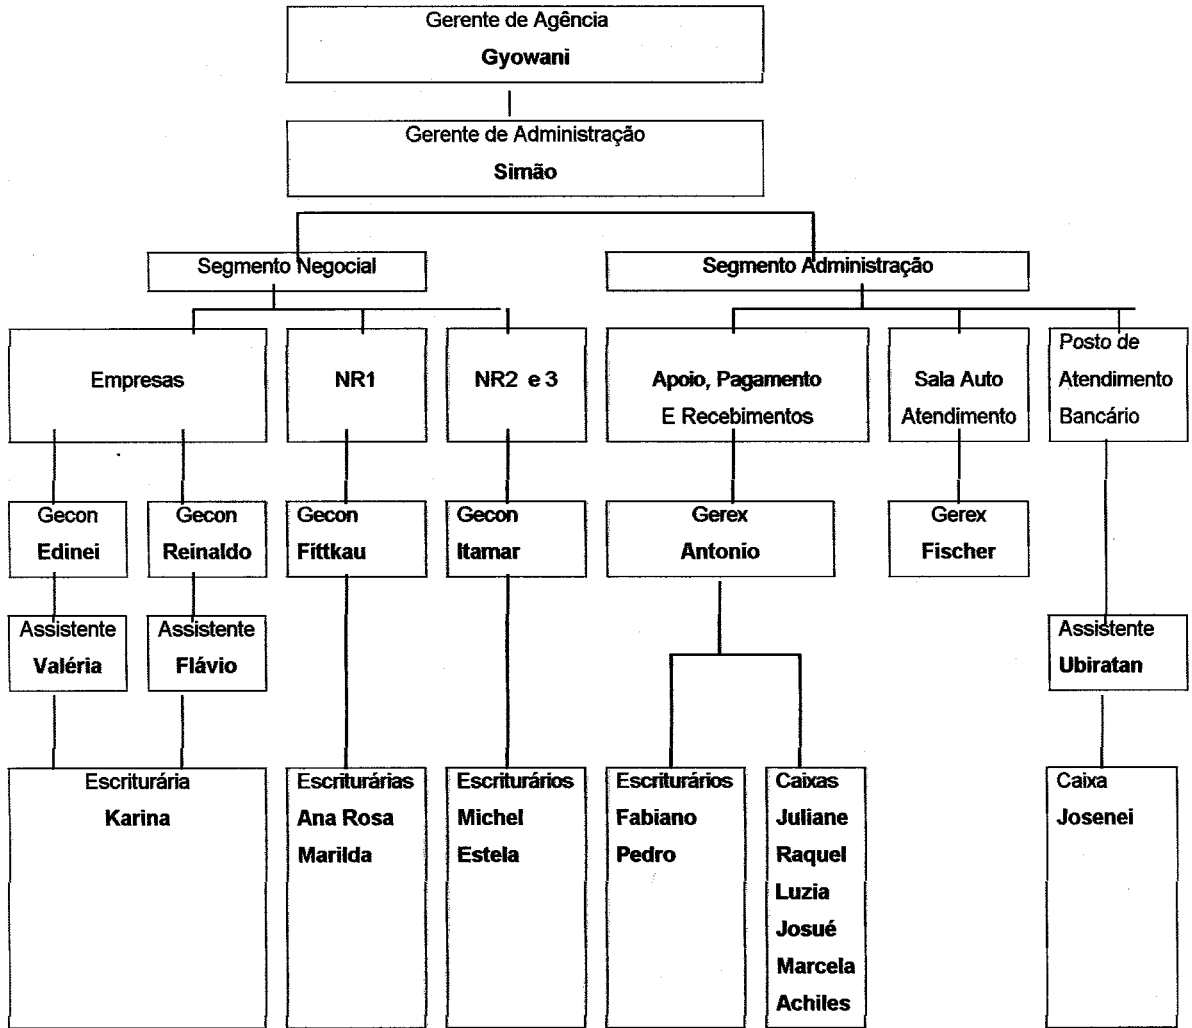 Gerente de Agência
Gyowani
Gerente de Administração
Simão
Segmento Negocial
Segmento Administração
Empresas
NR1
NR2 e 3
Apoio, Pagamento
E Recebimentos
Sala Auto
Atendimento
Posto de
Atendimento
Bancário
Gecon
Edinei
Gecon
Reinaldo
Gecon
Fittkau
Gecon
Itamar
Gerex
Antonio
Gerex
Fischer
Assistente
Valéria
Assistente
Flávio
Assistente
Ubiratan
Escriturária
Karina
Escriturárias
Ana Rosa
Marilda
Escriturários
Michel
Estela
Escriturários
Fabiano
Pedro
Caixas
Juliane
Raquel
Luzia
Josué
Marcela
Achiles
Caixa
Josenei